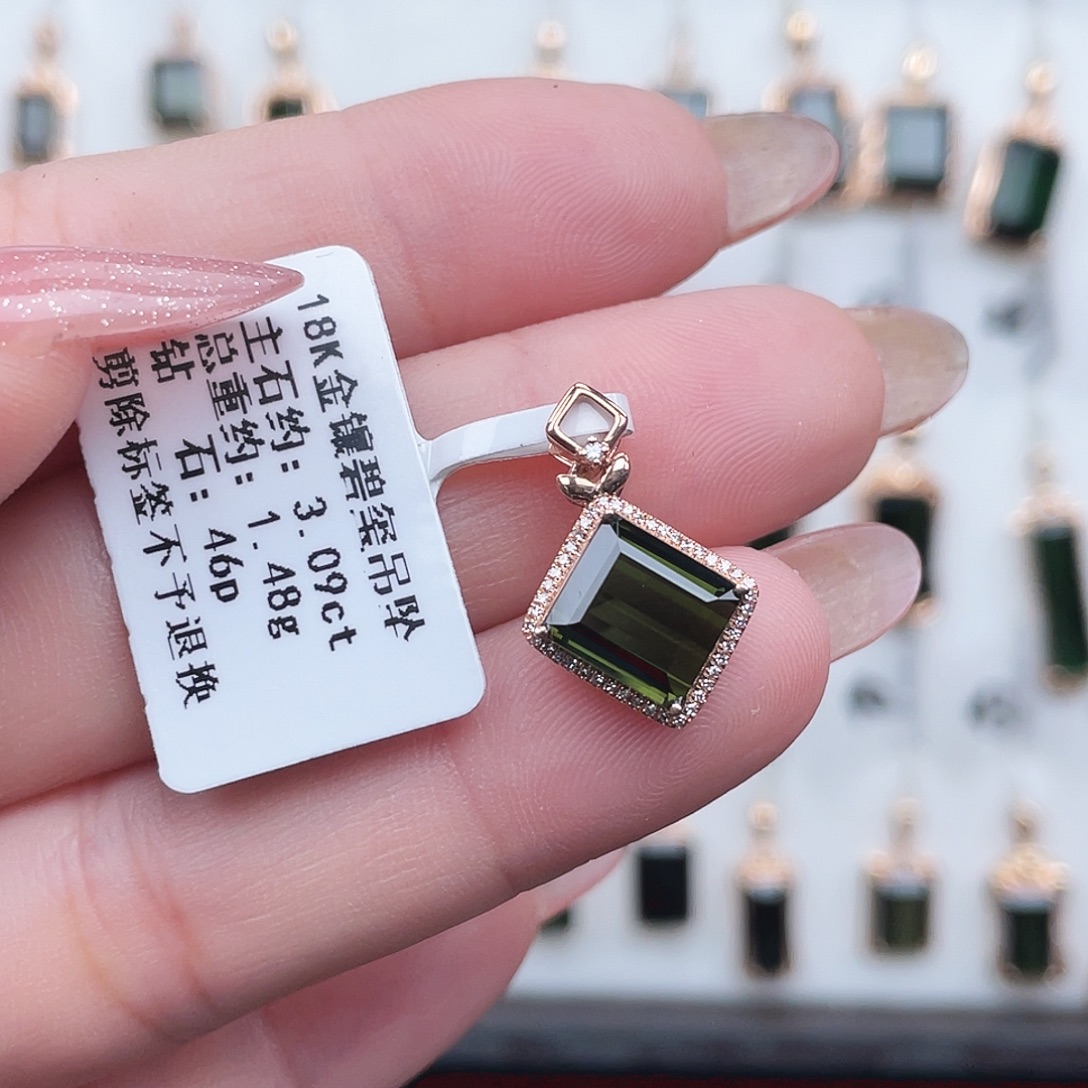 18K金镶碧玺吊坠
主石约: 3.09ct
总重约: 1.48g
钻 石: 46p
剪除标签不予退换